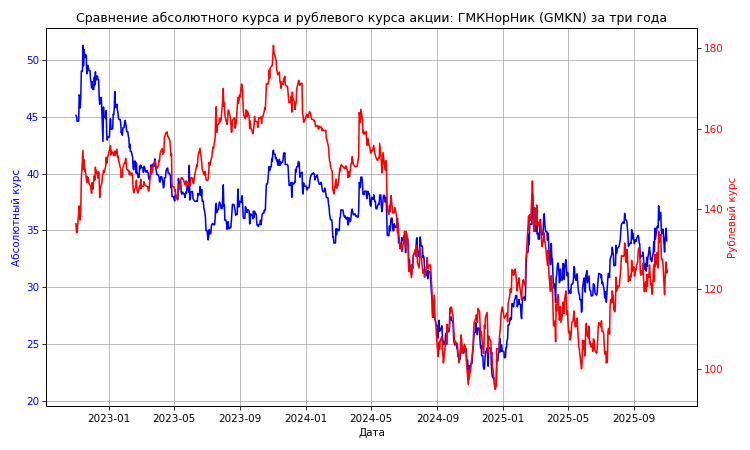 Сравнение абсолютного курса и рублевого курса акции: ГМКНорНик (GMKN) за три года
50
45
40
35
30
25
20
Абсолютный курс
180
160
140
120
100
Рублевый курс
2023-01 2023-05 2023-09 2024-01 2024-05 2024-09 2025-01 2025-05 2025-09
Дата